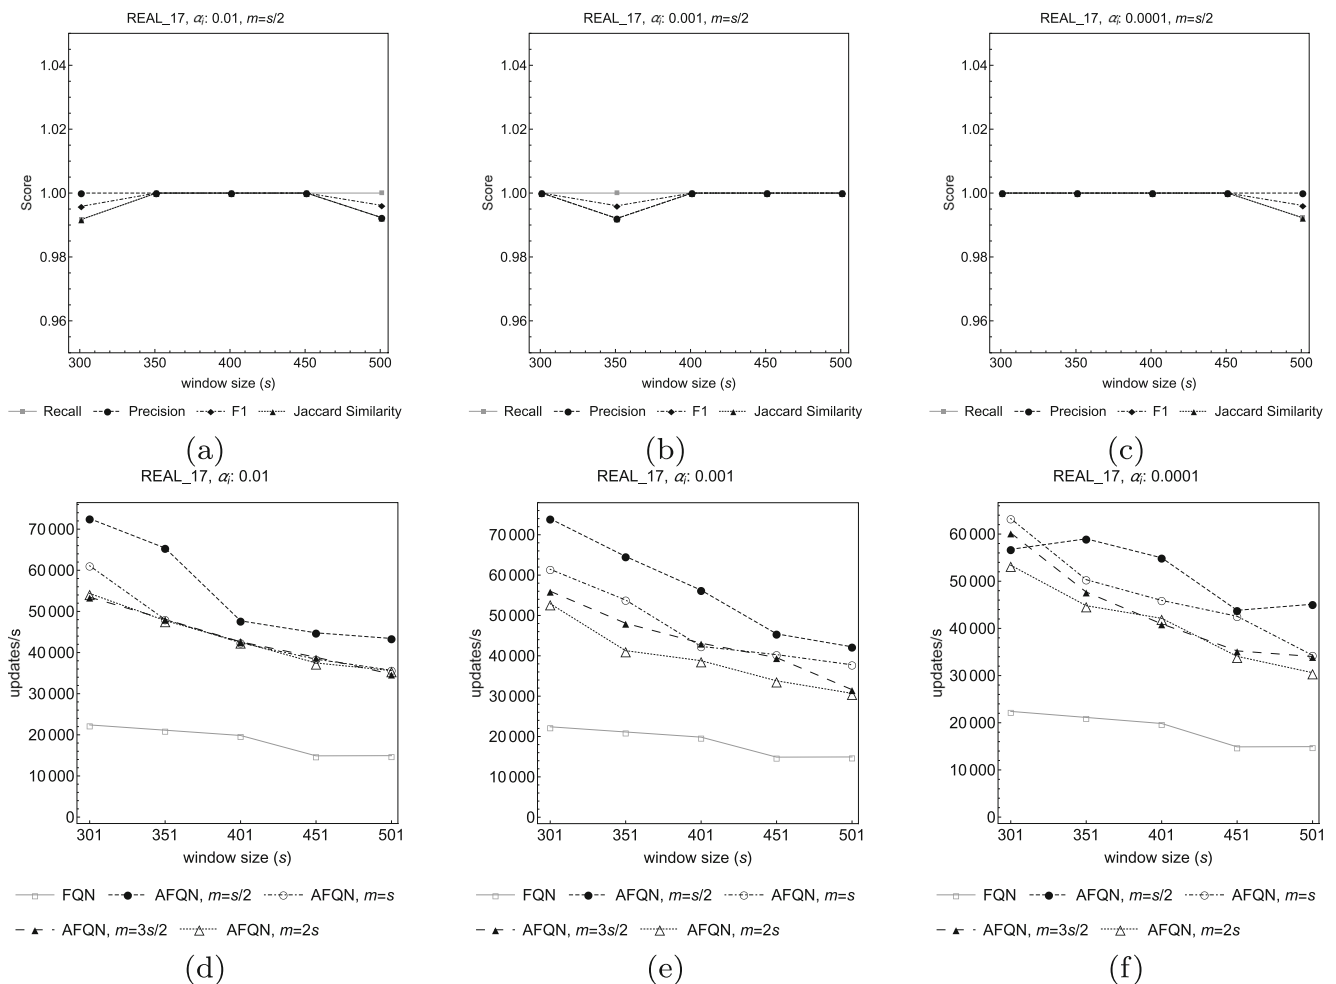 REAL_17, αi: 0.01, m=s/2
1.04
1.02
1.00
0.98
0.96
Score
300 350 400 450 500
window size (s)
Recall Precision F1 Jaccard Similarity
(a)
REAL_17, αi: 0.001, m=s/2
1.04
1.02
1.00
0.98
0.96
Score
300 350 400 450 500
window size (s)
Recall Precision F1 Jaccard Similarity
(b)
REAL_17, αi: 0.0001, m=s/2
1.04
1.02
1.00
0.98
0.96
Score
300 350 400 450 500
window size (s)
Recall Precision F1 Jaccard Similarity
(c)
REAL_17, αi: 0.01
70 000
60 000
50 000
40 000
30 000
20 000
10 000
0
updates/s
301 351 401 451 501
window size (s)
FQN AFQN, m=s/2 AFQN, m=s
AFQN, m=3s/2 AFQN, m=2s
(d)
REAL_17, αi: 0.001
70 000
60 000
50 000
40 000
30 000
20 000
10 000
0
updates/s
301 351 401 451 501
window size (s)
FQN AFQN, m=s/2 AFQN, m=s
AFQN, m=3s/2 AFQN, m=2s
(e)
REAL_17, αi: 0.0001
60 000
50 000
40 000
30 000
20 000
10 000
0
updates/s
301 351 401 451 501
window size (s)
FQN AFQN, m=s/2 AFQN, m=s
AFQN, m=3s/2 AFQN, m=2s
(f)